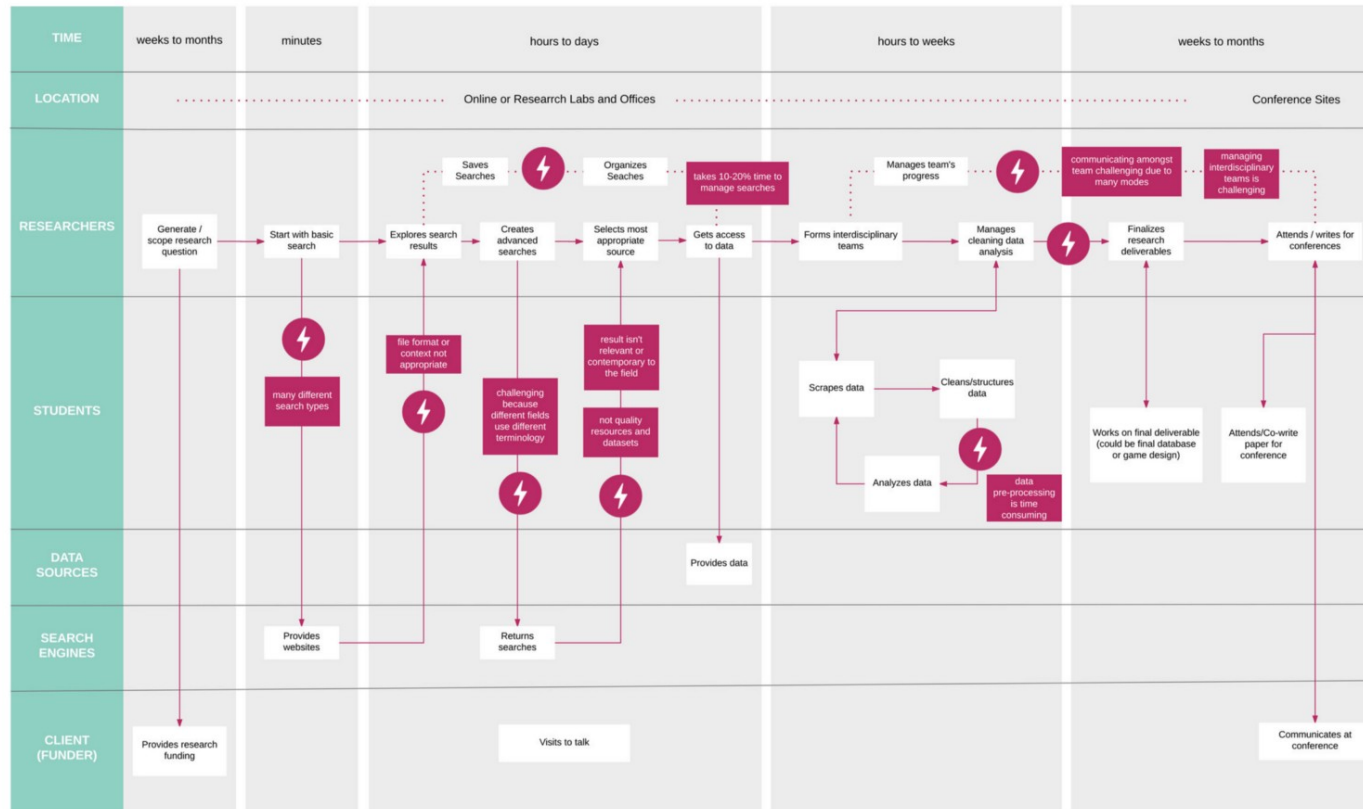 TIME
weeks to months
minutes
hours to days
hours to weeks
weeks to months
LOCATION
Online or Researrch Labs and Offices
Conference Sites
RESEARCHERS
Saves
Searches
Organizes
Seaches
takes 10-20% time to
manage searches
Manages team's
progress
communicating amongst
team challenging due to
many modes
managing
interdisciplinary
teams is
challenging
Generate /
scope research
question
Start with basic
search
Explores search
results
Creates
advanced
searches
Selects most
appropriate
source
Gets access
to data
Forms interdisciplinary
teams
Manages
cleaning data
analysis
Finalizes
research
deliverables
Attends / writes for
conferences
STUDENTS
many different
search types
file format or
context not
appropriate
challenging
because
different fields
use different
terminology
result isn't
relevant or
contemporary to
the field
not quality
resources and
datasets
Scrapes data
Cleans/structures
data
Analyzes data
data
pre-processing
is time
consuming
Works on final deliverable
(could be final database
or game design)
Attends/Co-write
paper for
conference
DATA
SOURCES
Provides data
SEARCH
ENGINES
Provides
websites
Returns
searches
CLIENT
(FUNDER)
Provides research
funding
Visits to talk
Communicates at
conference